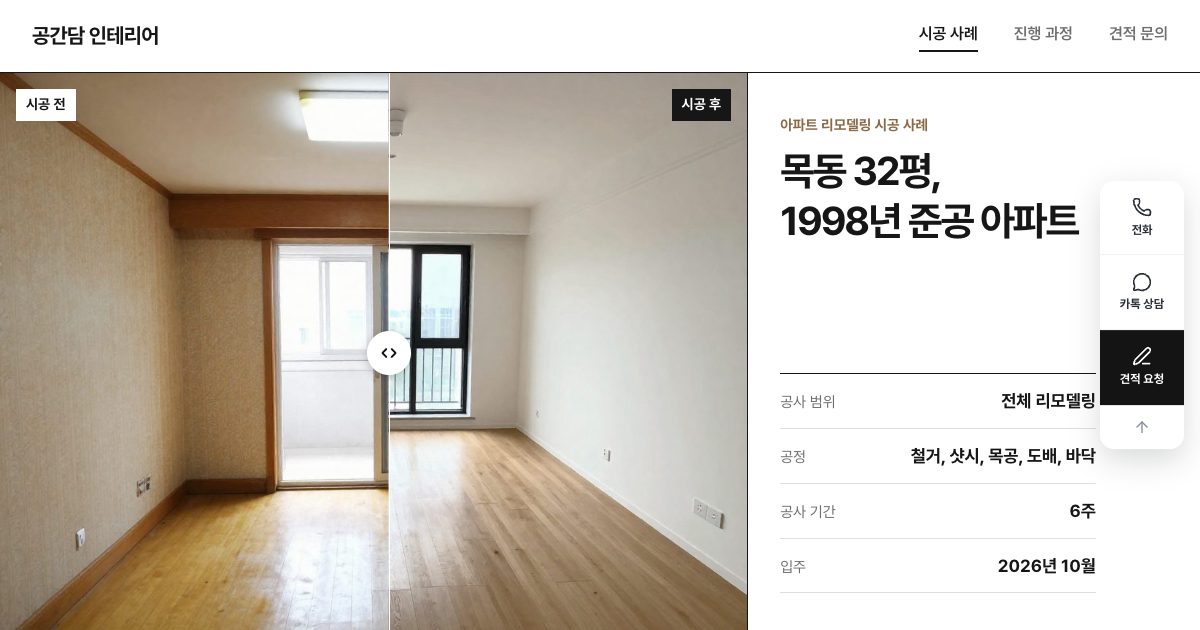 공간담 인테리어
시공 사례
진행 과정
견적 문의
시공 전
시공 후
아파트 리모델링 시공 사례
목동 32평,
1998년 준공 아파트
공사 범위
전체 리모델링
공정
철거, 샷시, 목공, 도배, 바닥
공사 기간
6주
입주
2026년 10월
전화
카톡 상담
견적 요청